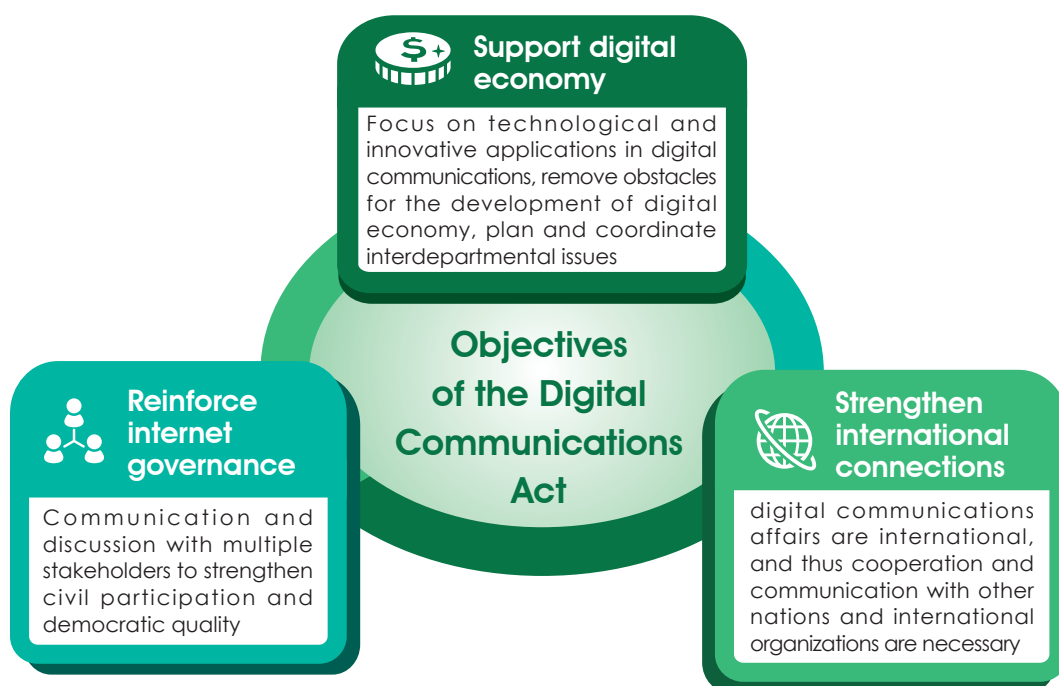 Support digital
economy
Focus on technological and
innovative applications in digital
communications, remove obstacles
for the development of digital
economy, plan and coordinate
interdepartmental issues
Objectives
of the Digital
Communications
Act
Reinforce
internet
governance
Communication and
discussion with multiple
stakeholders to strengthen
civil participation and
democratic quality
Strengthen
international
connections
digital communications
affairs are international,
and thus cooperation and
communication with other
nations and international
organizations are necessary